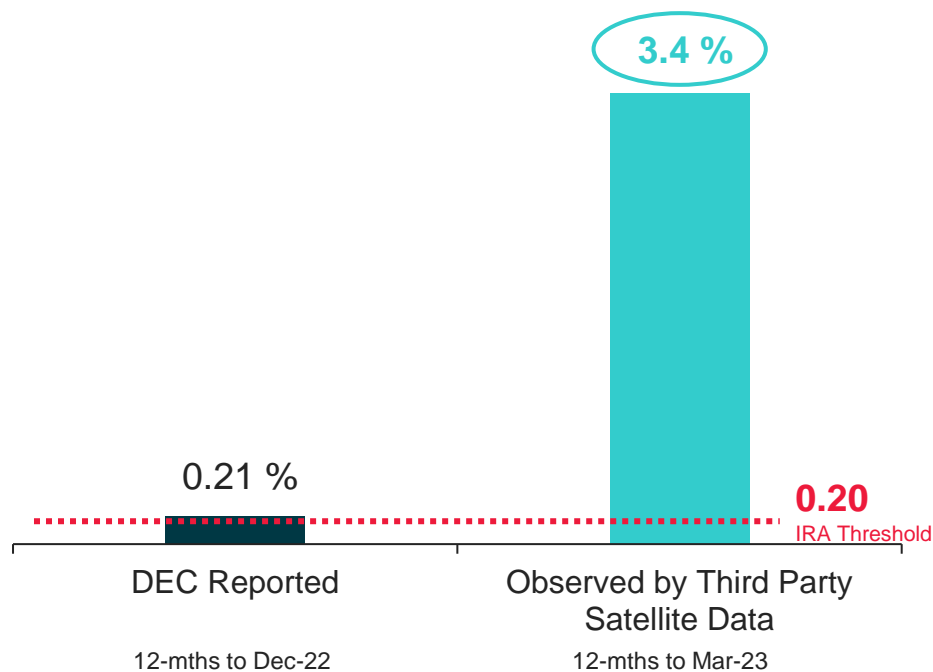 3.4 %
0.21 %
0.20
IRA Threshold
DEC Reported
Observed by Third Party
Satellite Data
12-mths to Dec-22
12-mths to Mar-23